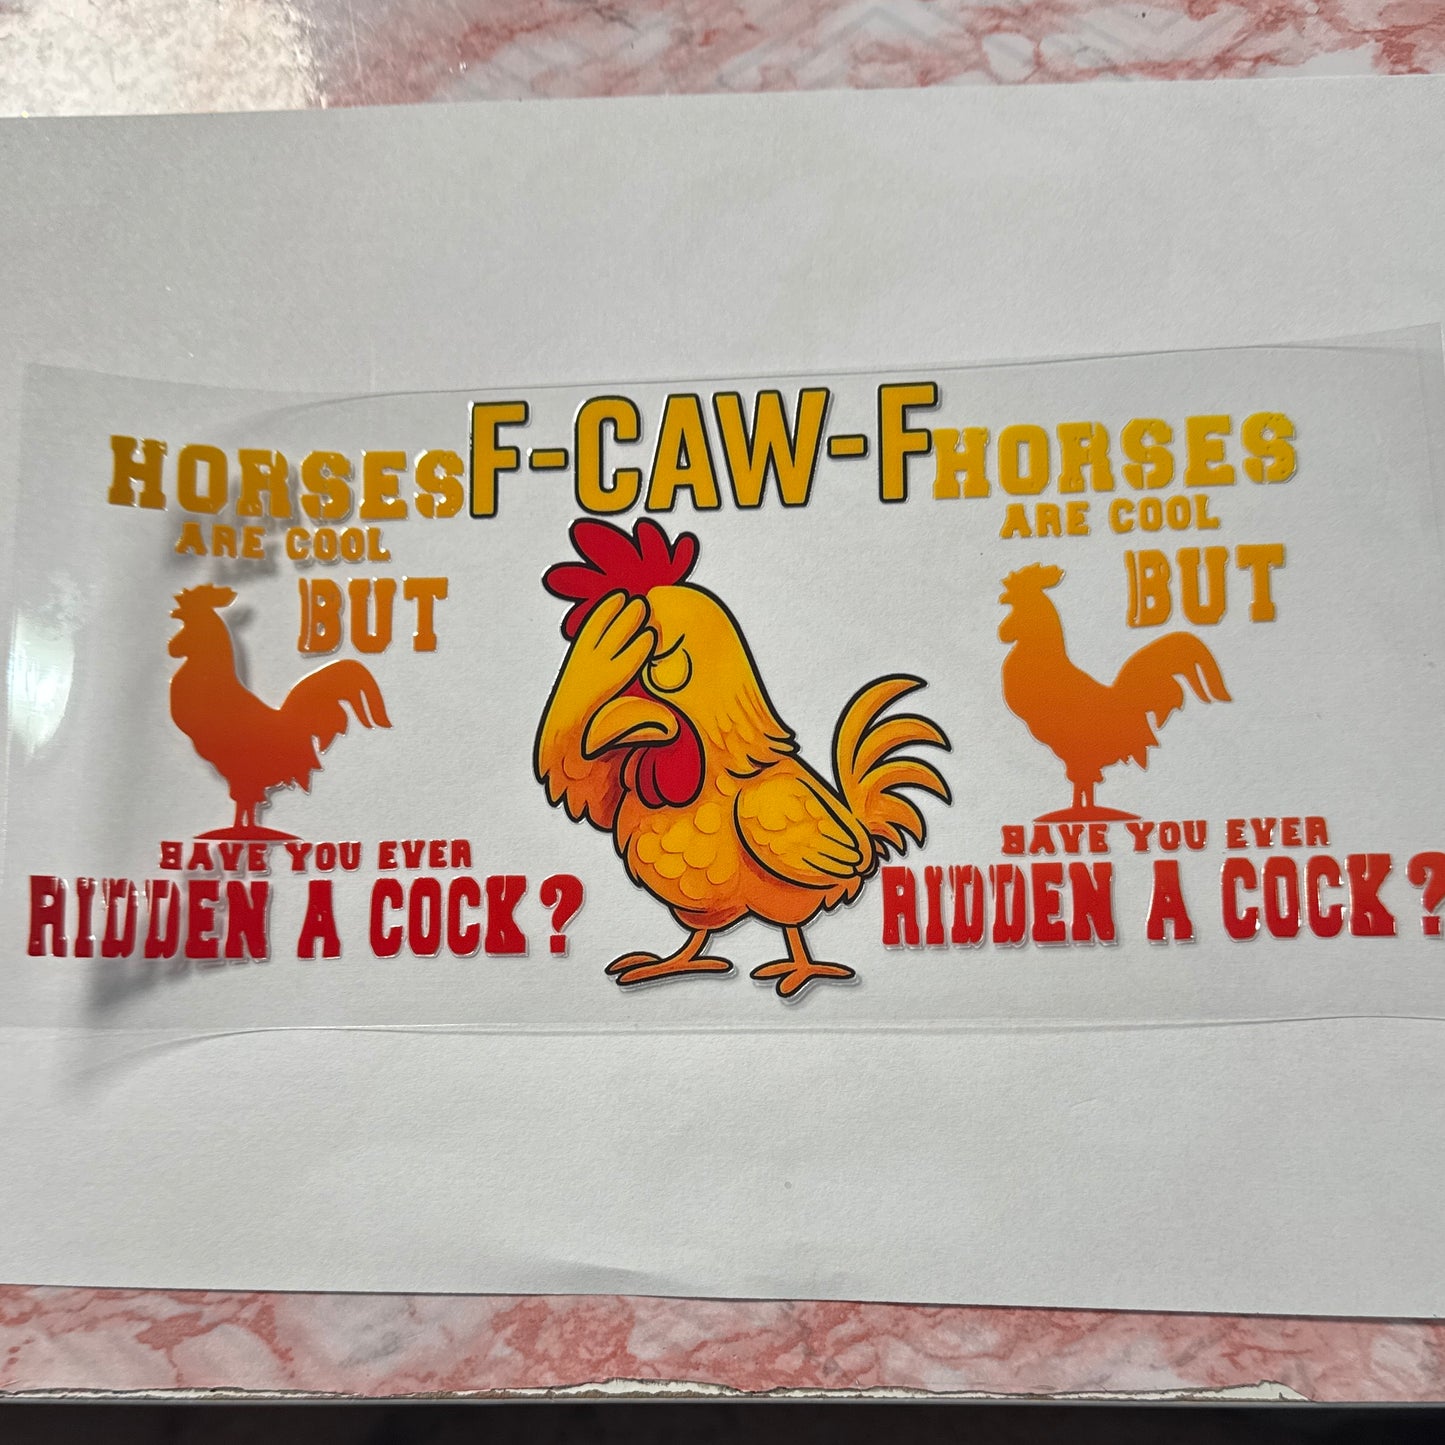 HORSES
ARE COOL
BUT
HAVE YOU EVER
RIDDEN A COCK?
F-CAW-F
HORSES
ARE COOL
BUT
HAVE YOU EVER
RIDDEN A COCK?